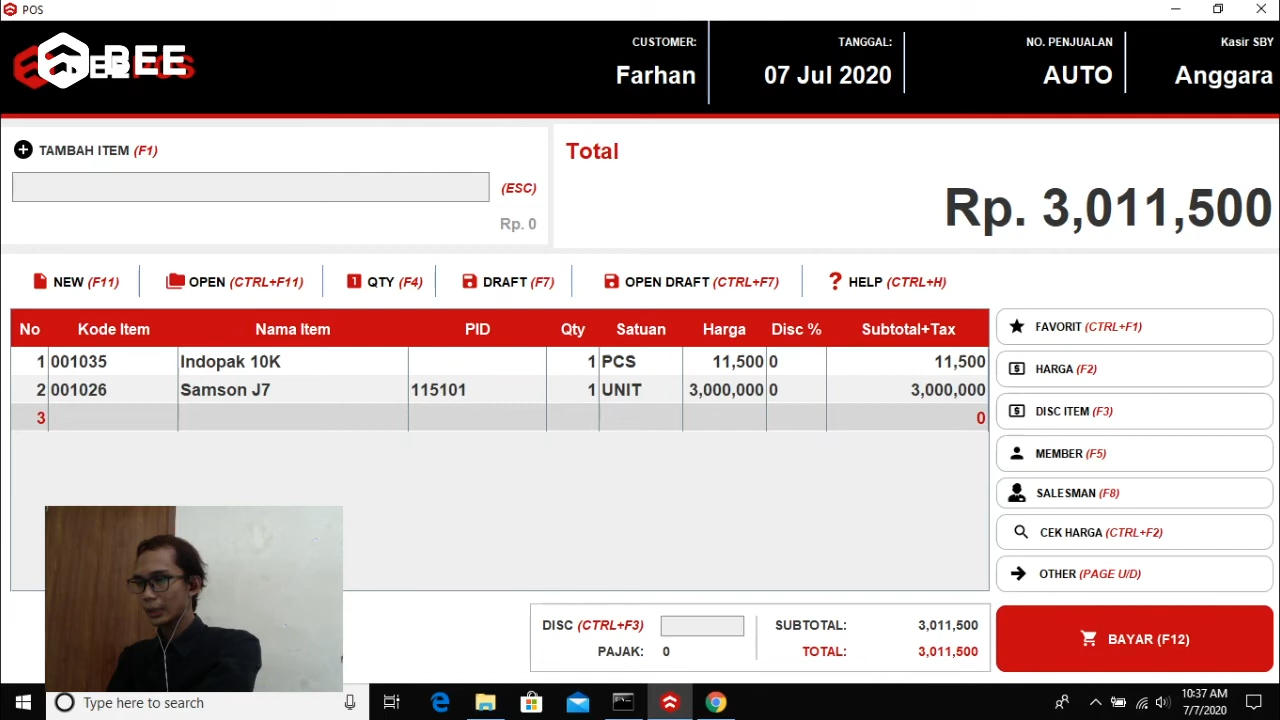 POS
BEE
CUSTOMER:
Farhan
TANGGAL:
07 Jul 2020
NO. PENJUALAN
AUTO
Kasir SBY
Anggara
TAMBAH ITEM (F1)
(ESC)
Rp. 0
Total
Rp. 3,011,500
NEW (F11)
OPEN (CTRL+F11)
1 QTY (F4)
DRAFT (F7)
OPEN DRAFT (CTRL+F7)
? HELP (CTRL+H)
No Kode Item Nama Item PID Qty Satuan Harga Disc % Subtotal+Tax
1 001035 Indopak 10K 1 PCS 11,500 0 11,500
2 001026 Samson J7 115101 1 UNIT 3,000,000 0 3,000,000
3 0
FAVORIT (CTRL+F1)
HARGA (F2)
DISC ITEM (F3)
MEMBER (F5)
SALESMAN (F8)
CEK HARGA (CTRL+F2)
OTHER (PAGE U/D)
DISC (CTRL+F3)
PAJAK: 0
SUBTOTAL: 3,011,500
TOTAL: 3,011,500
BAYAR (F12)
Type here to search
10:37 AM
7/7/2020